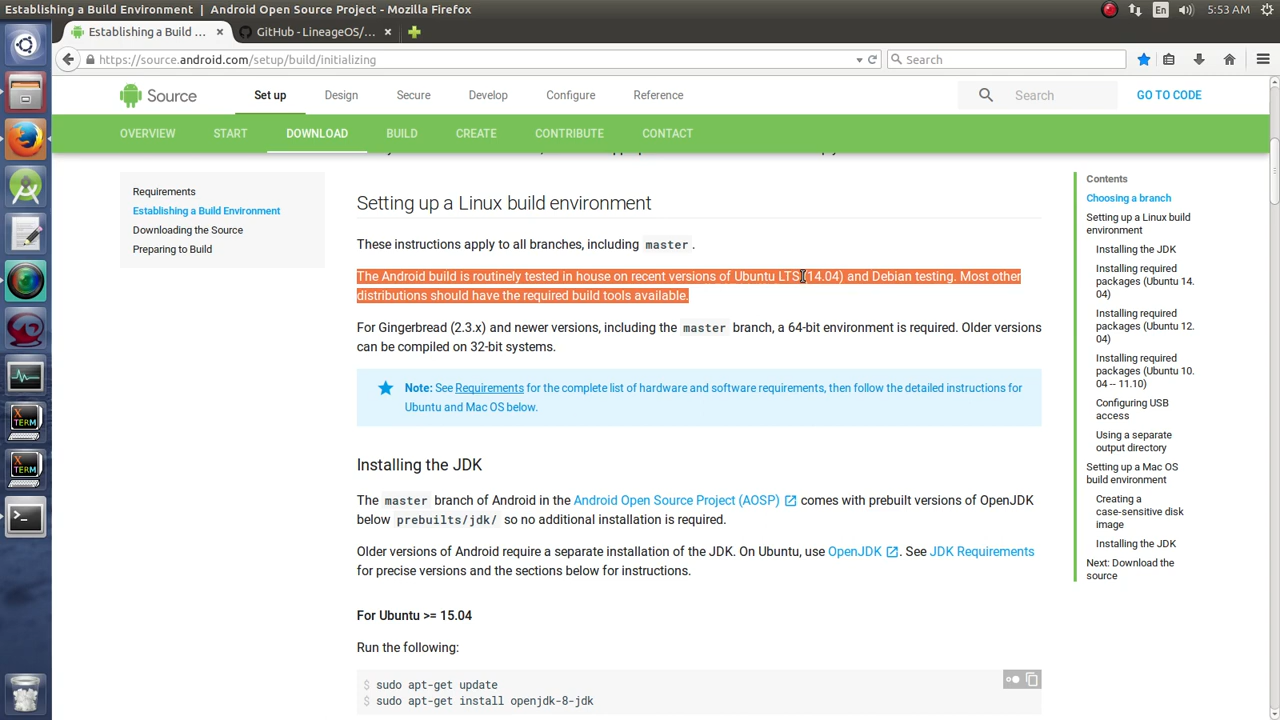 Establishing a Build Environment | Android Open Source Project - Mozilla Firefox
En
5:53 AM
Establishing a Build ... ×
GitHub - LineageOS/... ×
https://source.android.com/setup/build/initializing
Search
Source
Set up
Design
Secure
Develop
Configure
Reference
Search
GO TO CODE
OVERVIEW
START
DOWNLOAD
BUILD
CREATE
CONTRIBUTE
CONTACT
Requirements
Establishing a Build Environment
Downloading the Source
Preparing to Build
Setting up a Linux build environment
These instructions apply to all branches, including master.
The Android build is routinely tested in house on recent versions of Ubuntu LTS (14.04) and Debian testing. Most other
distributions should have the required build tools available.
For Gingerbread (2.3.x) and newer versions, including the master branch, a 64-bit environment is required. Older versions
can be compiled on 32-bit systems.
Note: See Requirements for the complete list of hardware and software requirements, then follow the detailed instructions for
Ubuntu and Mac OS below.
Installing the JDK
The master branch of Android in the Android Open Source Project (AOSP) comes with prebuilt versions of OpenJDK
below prebuilts/jdk/ so no additional installation is required.
Older versions of Android require a separate installation of the JDK. On Ubuntu, use OpenJDK. See JDK Requirements
for precise versions and the sections below for instructions.
For Ubuntu >= 15.04
Run the following:
$ sudo apt-get update
$ sudo apt-get install openjdk-8-jdk
Contents
Choosing a branch
Setting up a Linux build
environment
Installing the JDK
Installing required
packages (Ubuntu 14.
04)
Installing required
packages (Ubuntu 12.
04)
Installing required
packages (Ubuntu 10.
04 -- 11.10)
Configuring USB
access
Using a separate
output directory
Setting up a Mac OS
build environment
Creating a
case-sensitive disk
image
Installing the JDK
Next: Download the
source
X
TERM
X
TERM